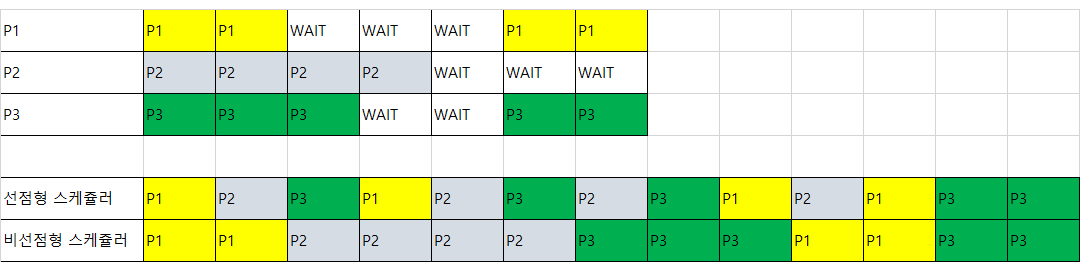 P1 P1 P1 WAIT WAIT WAIT P1 P1
P2 P2 P2 P2 P2 WAIT WAIT WAIT
P3 P3 P3 P3 WAIT WAIT P3 P3
선점형 스케쥴러 P1 P2 P3 P1 P2 P3 P2 P3 P1 P2 P1 P3 P3
비선점형 스케쥴러 P1 P1 P2 P2 P2 P2 P3 P3 P3 P1 P1 P3 P3